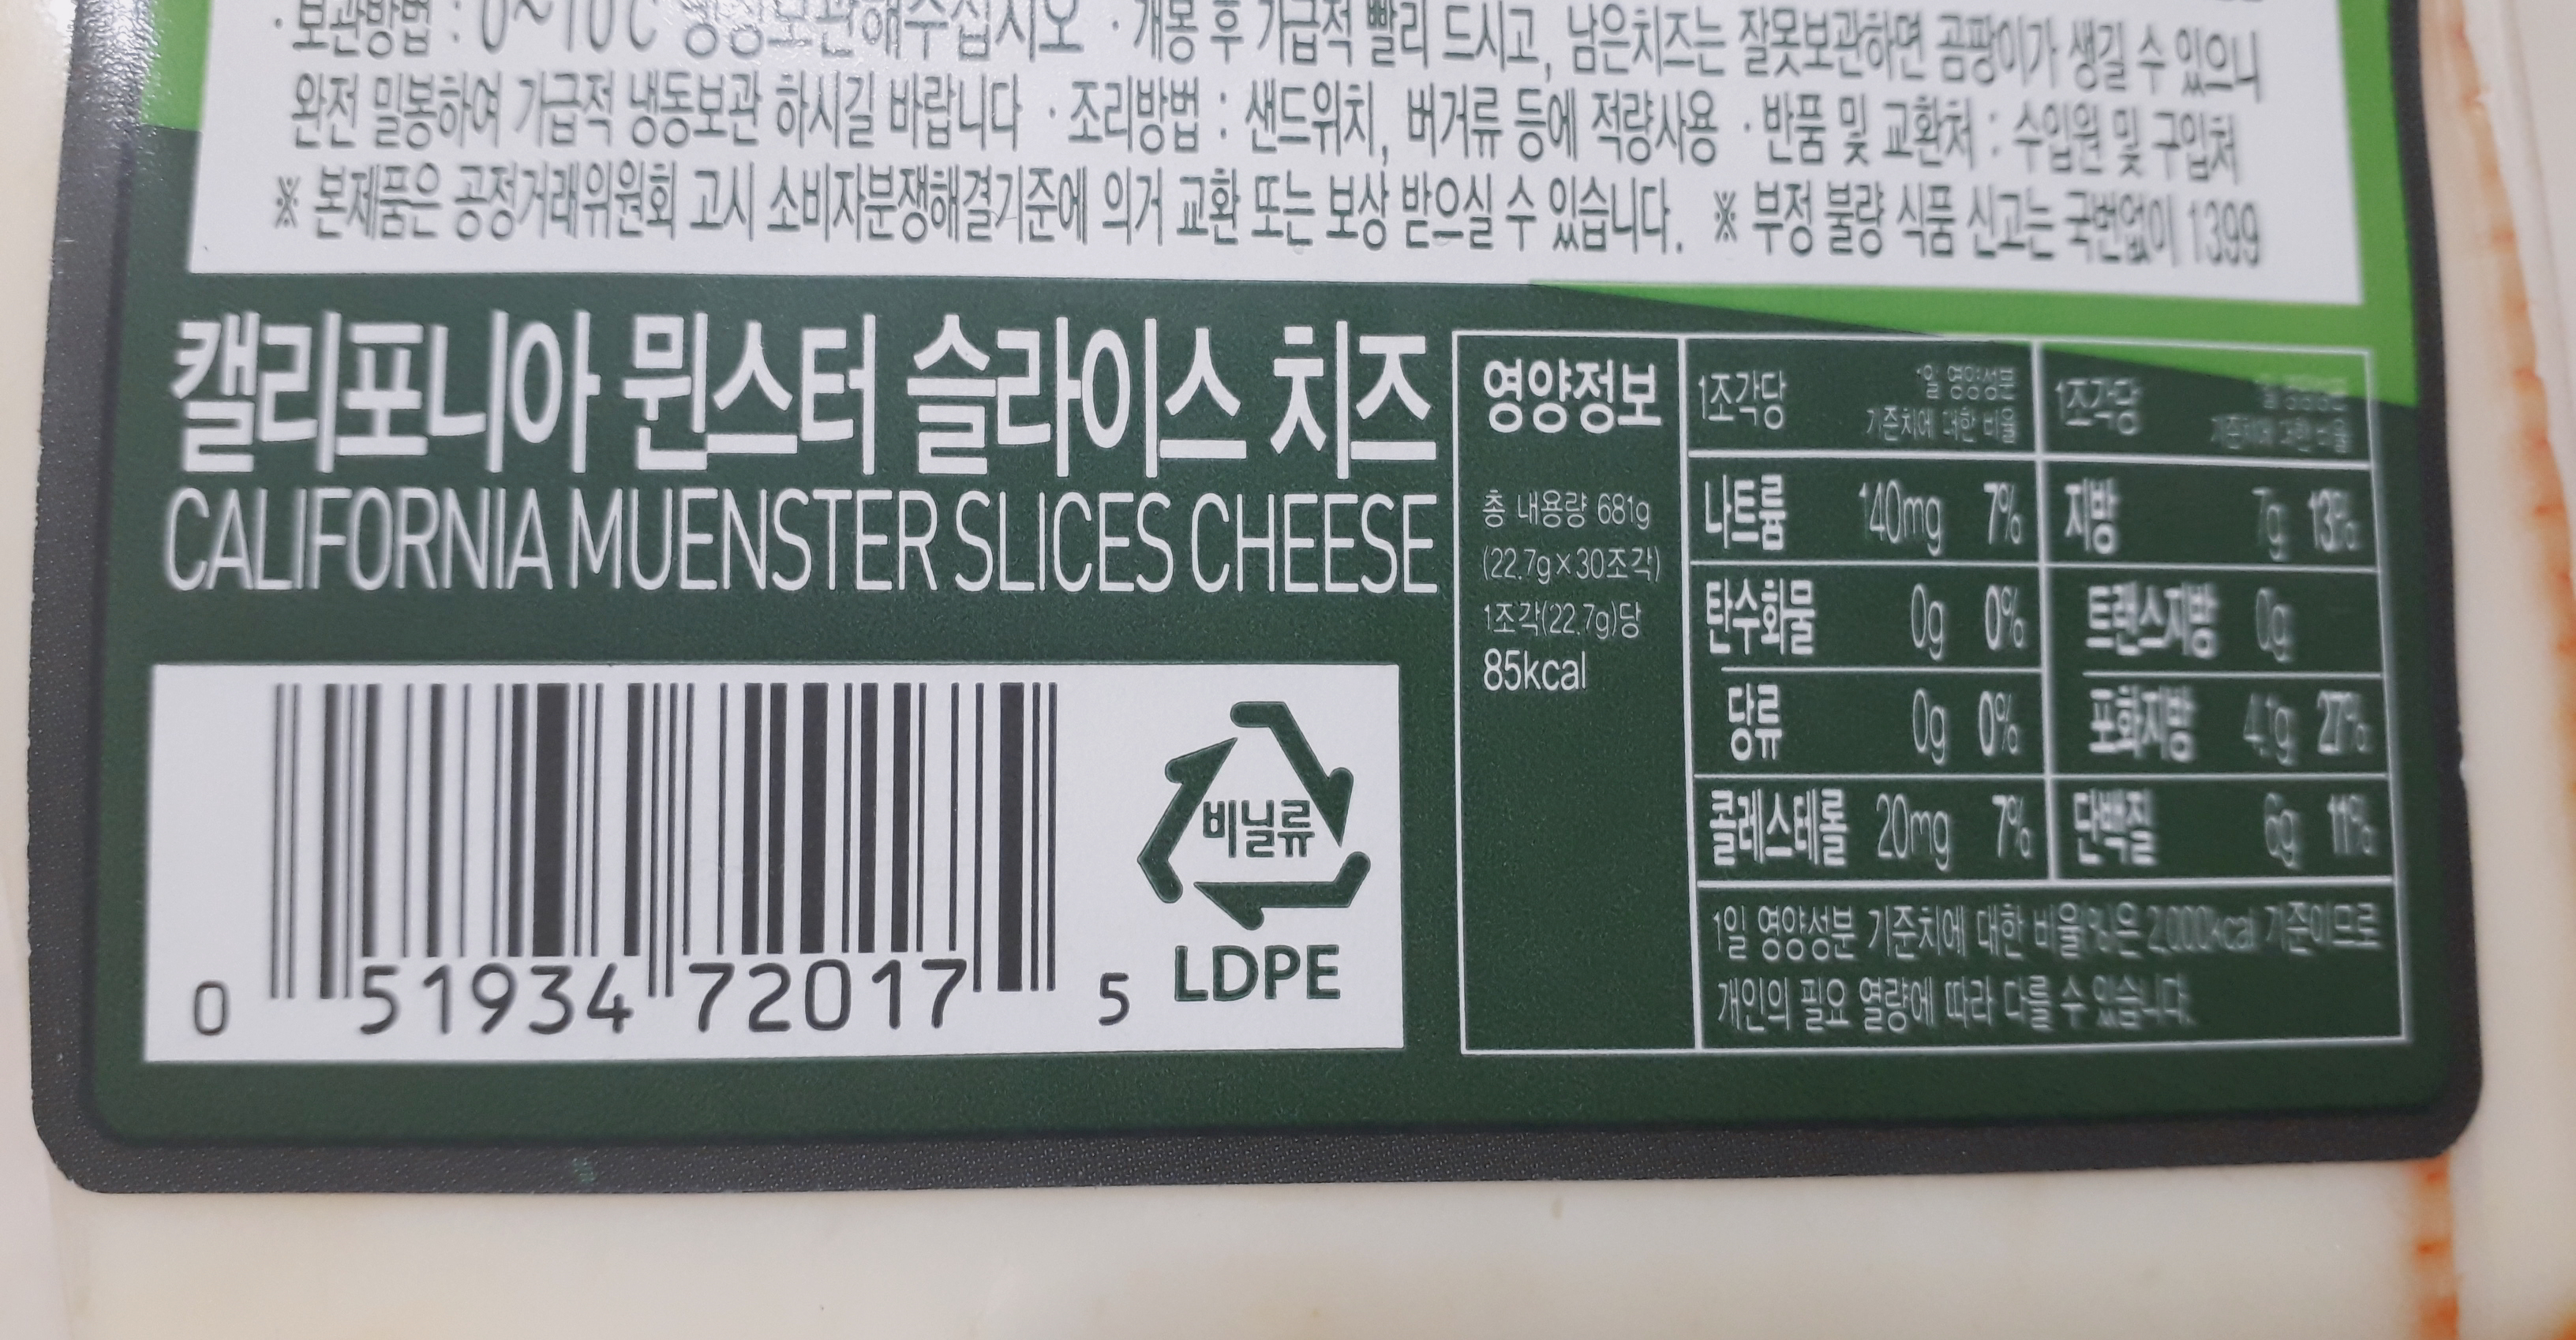 · 보관방법 : 0~10℃ 냉장보관해주십시오 · 개봉 후 가급적 빨리 드시고, 남은치즈는 잘못보관하면 곰팡이가 생길 수 있으니
완전 밀봉하여 가급적 냉동보관 하시길 바랍니다 · 조리방법 : 샌드위치, 버거류 등에 적량사용 · 반품 및 교환처 : 수입원 및 구입처
※ 본제품은 공정거래위원회 고시 소비자분쟁해결기준에 의거 교환 또는 보상 받으실 수 있습니다. ※ 부정 불량 식품 신고는 국번없이 1399
캘리포니아 뮌스터 슬라이스 치즈
CALIFORNIA MUENSTER SLICES CHEESE
0 51934 72017 5
비닐류
LDPE
영양정보
총 내용량 681g
(22.7g×30조각)
1조각(22.7g)당
85kcal
1조각당 1일 영양성분 기준치에 대한 비율 1조각당 1일 영양성분 기준치에 대한 비율
나트륨 140mg 7% 지방 7g 13%
탄수화물 0g 0% 트랜스지방 0g
당류 0g 0% 포화지방 4.1g 27%
콜레스테롤 20mg 7% 단백질 6g 11%
1일 영양성분 기준치에 대한 비율(%)은 2,000kcal 기준이므로
개인의 필요 열량에 따라 다를 수 있습니다.